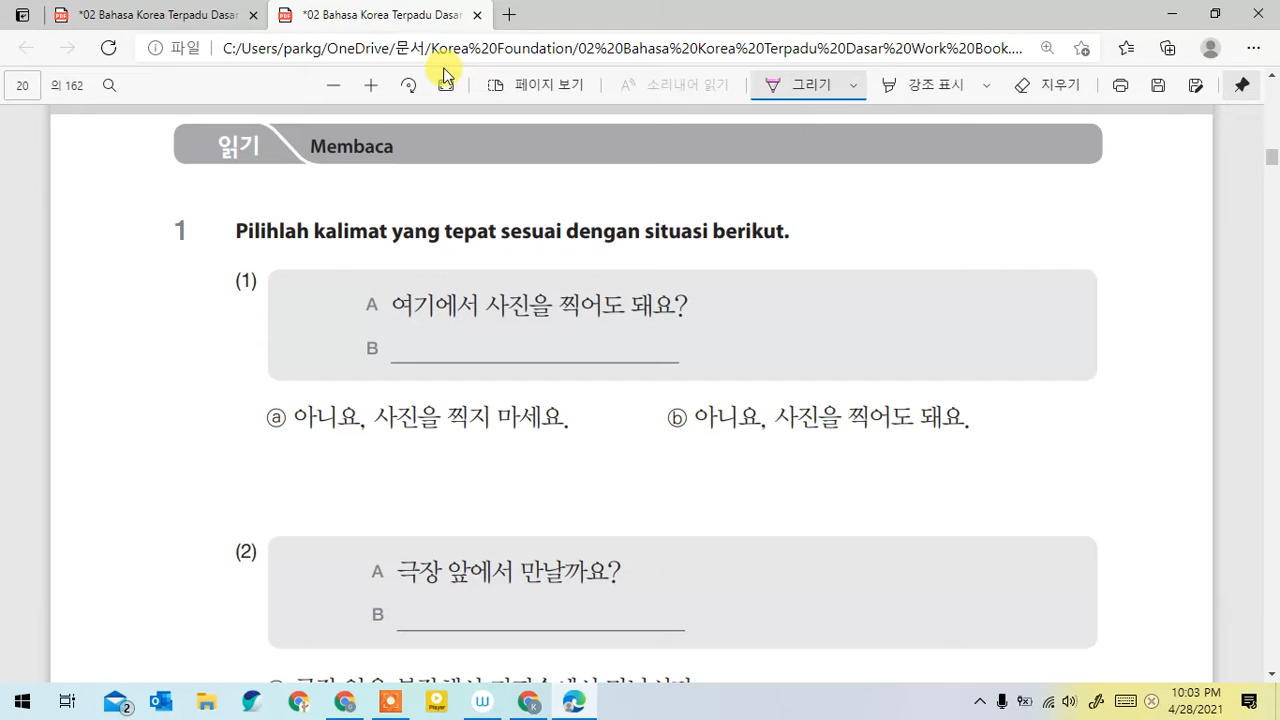 *02 Bahasa Korea Terpadu Dasar
*02 Bahasa Korea Terpadu Dasar
파일 C:/Users/parkg/OneDrive/문서/Korea%20Foundation/02%20Bahasa%20Korea%20Terpadu%20Dasar%20Work%20Book....
20 의 162 페이지 보기 소리내어 읽기 그리기 강조 표시 지우기
읽기 Membaca
1 Pilihlah kalimat yang tepat sesuai dengan situasi berikut.
(1)
A 여기에서 사진을 찍어도 돼요?
B
ⓐ 아니요, 사진을 찍지 마세요. ⓑ 아니요, 사진을 찍어도 돼요.
(2)
A 극장 앞에서 만날까요?
B
10:03 PM
4/28/2021